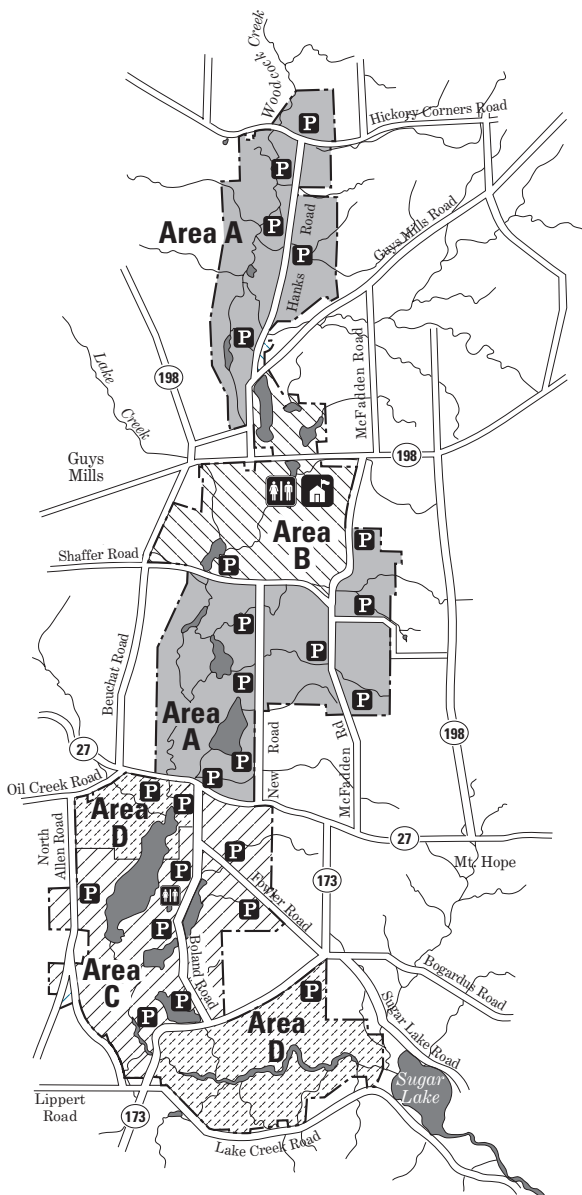 Woodcock Creek
Hickory Corners Road
P
P
Area A
P
Hanks Road
P
Guys Mills Road
P
Lake Creek
198
McFadden Road
Guys
Mills
198
Area
B
P
Shaffer Road
P
P
P
P
Beuchat Road
P
P
Area
A
New Road
McFadden Rd
198
27
P
P
Oil Creek Road
P
Area
D
P
North
Allen Road
27
Mt. Hope
P
P
173
P
Fowler Road
P
P
Boland Road
Area
C
Bogardus Road
P
P
P
Area
D
Sugar Lake Road
Sugar
Lake
Lippert
Road
173
Lake Creek Road